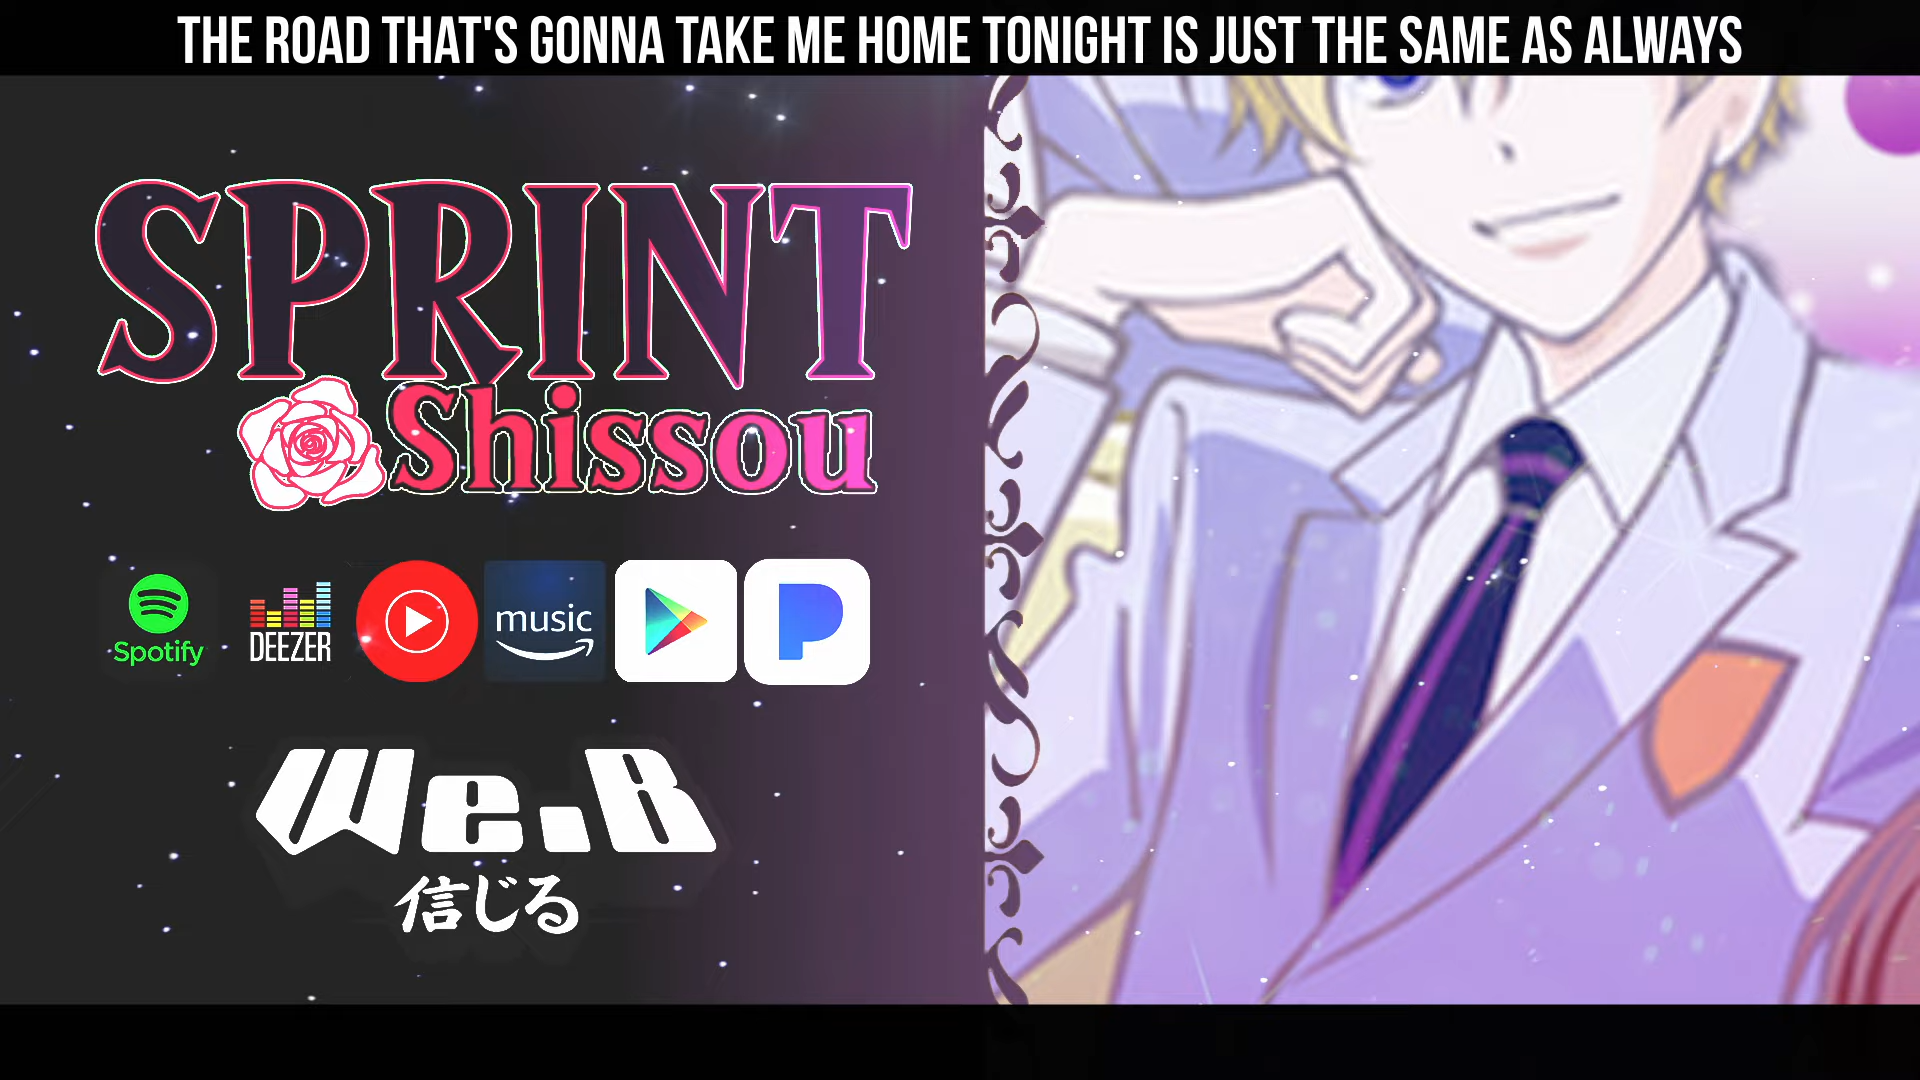 THE ROAD THAT'S GONNA TAKE ME HOME TONIGHT IS JUST THE SAME AS ALWAYS
SPRINT
Shissou
Spotify
DEEZER
music
We.B
信じる